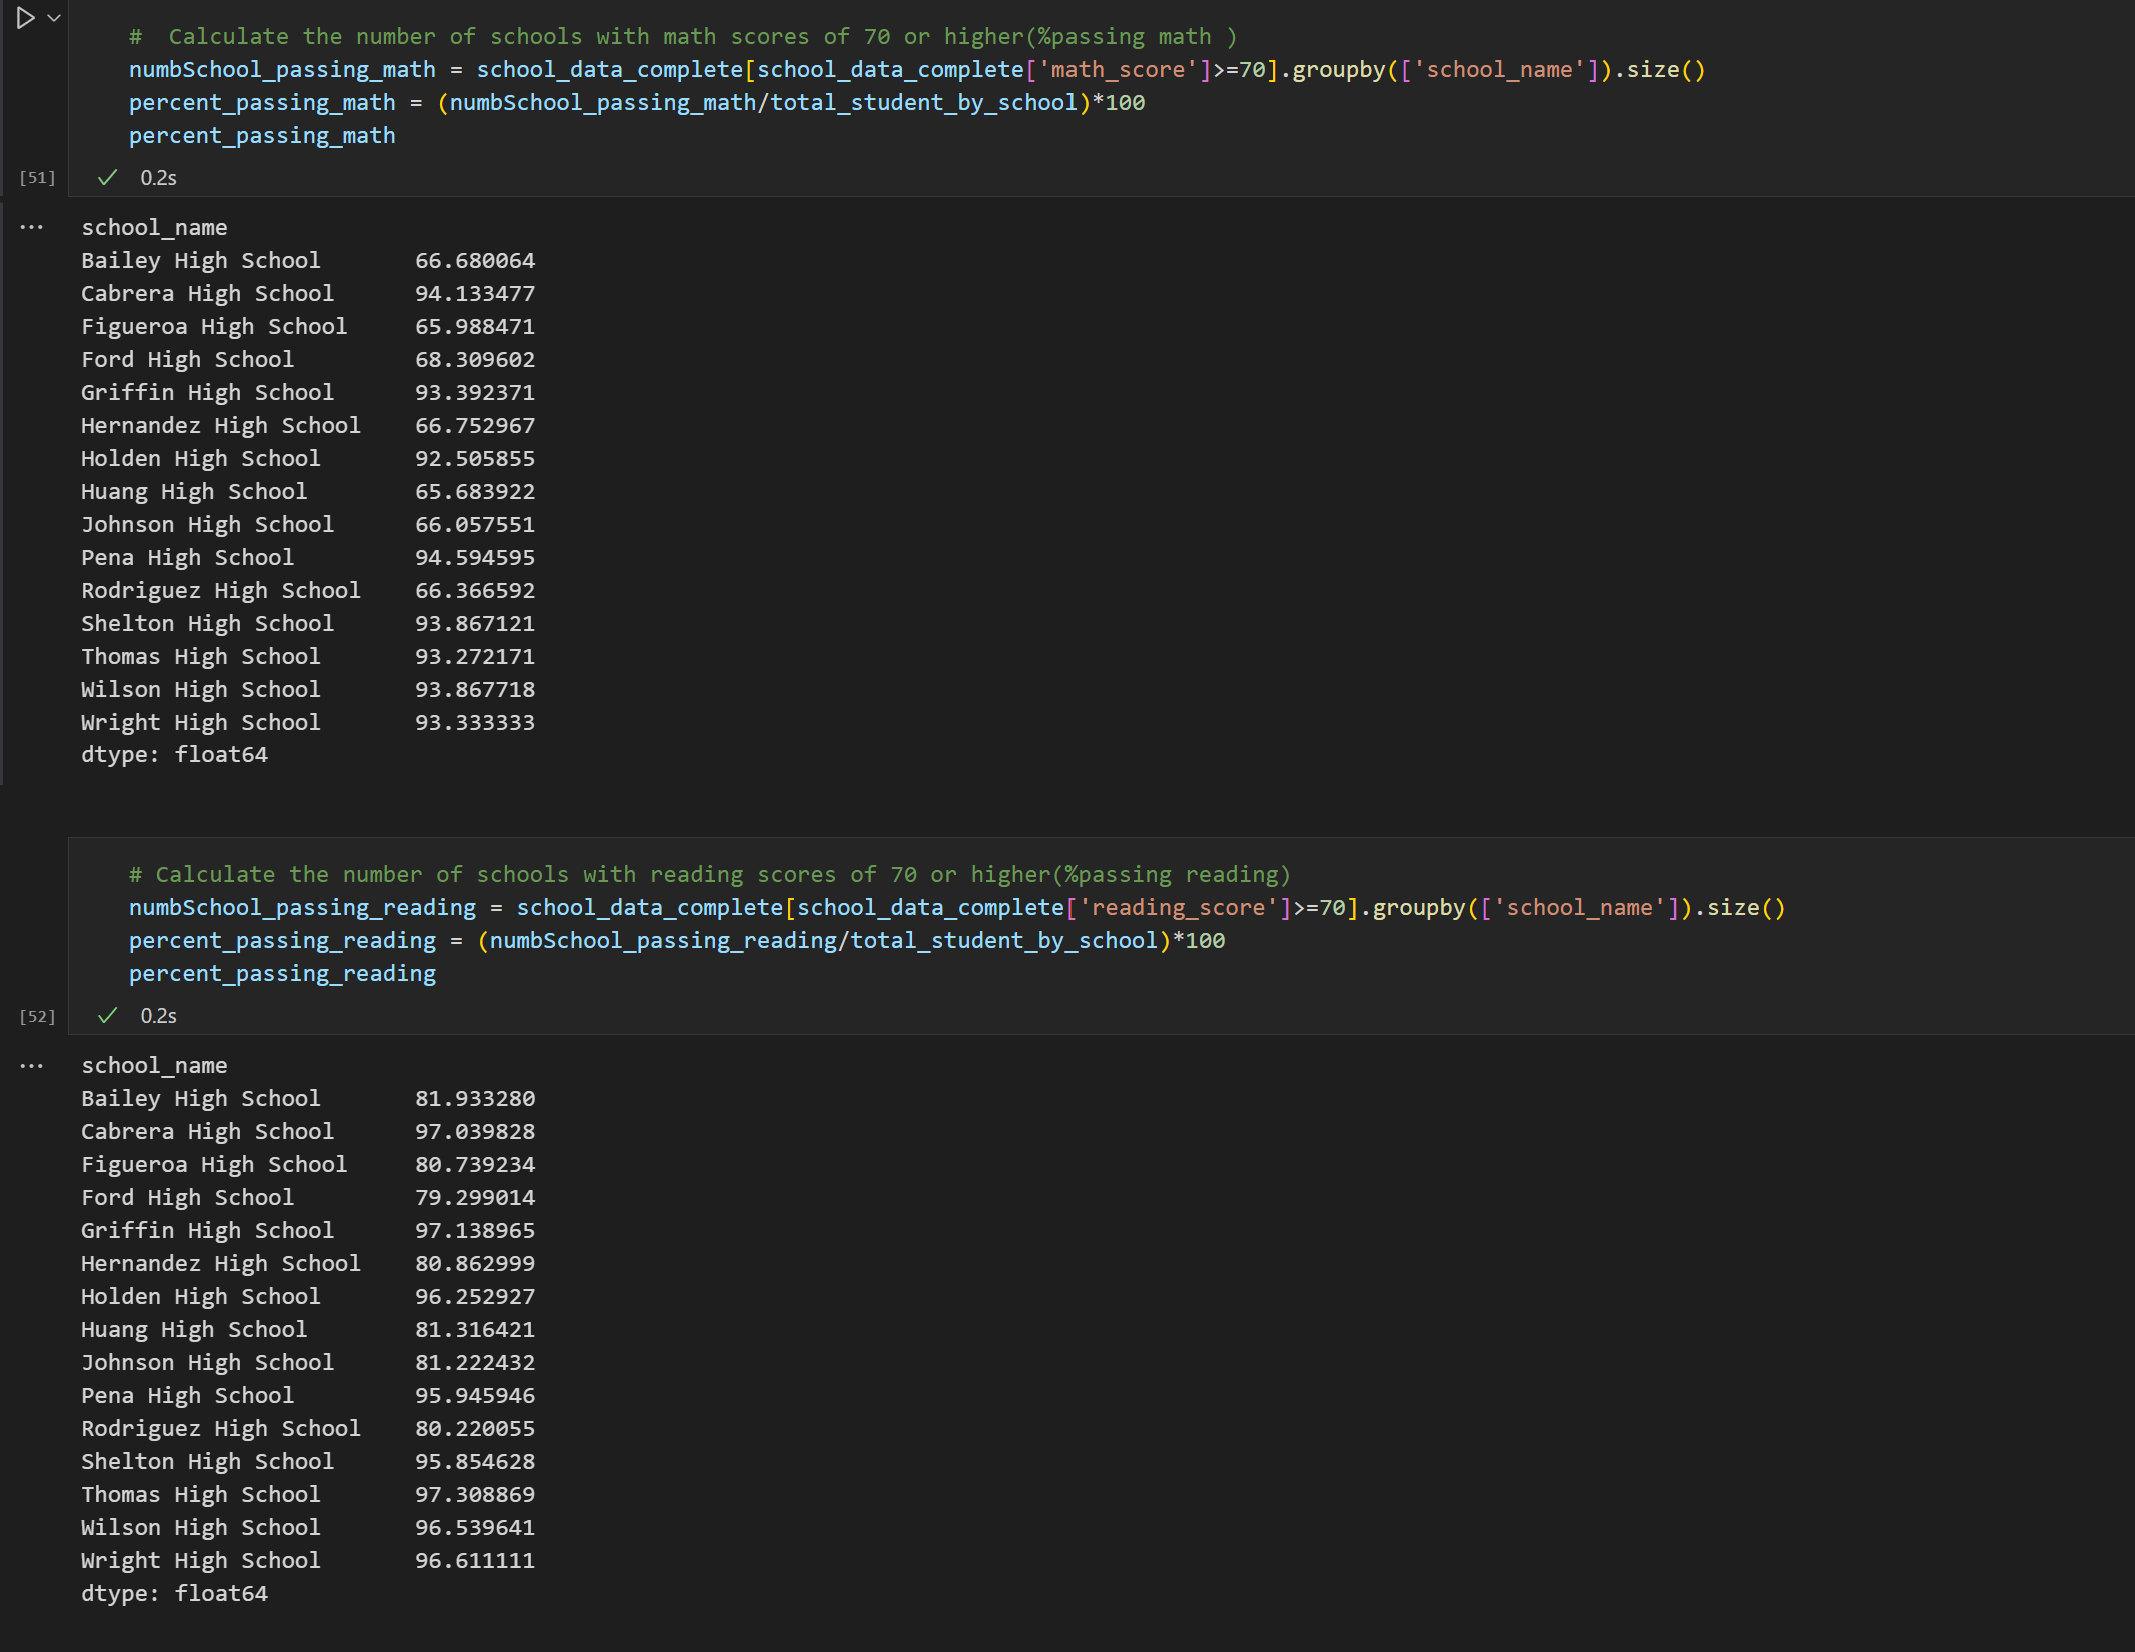 #  Calculate the number of schools with math scores of 70 or higher(%passing math )
numbSchool_passing_math = school_data_complete[school_data_complete['math_score']>=70].groupby(['school_name']).size()
percent_passing_math = (numbSchool_passing_math/total_student_by_school)*100
percent_passing_math
[51] 0.2s
... school_name
Bailey High School 66.680064
Cabrera High School 94.133477
Figueroa High School 65.988471
Ford High School 68.309602
Griffin High School 93.392371
Hernandez High School 66.752967
Holden High School 92.505855
Huang High School 65.683922
Johnson High School 66.057551
Pena High School 94.594595
Rodriguez High School 66.366592
Shelton High School 93.867121
Thomas High School 93.272171
Wilson High School 93.867718
Wright High School 93.333333
dtype: float64
# Calculate the number of schools with reading scores of 70 or higher(%passing reading)
numbSchool_passing_reading = school_data_complete[school_data_complete['reading_score']>=70].groupby(['school_name']).size()
percent_passing_reading = (numbSchool_passing_reading/total_student_by_school)*100
percent_passing_reading
[52] 0.2s
... school_name
Bailey High School 81.933280
Cabrera High School 97.039828
Figueroa High School 80.739234
Ford High School 79.299014
Griffin High School 97.138965
Hernandez High School 80.862999
Holden High School 96.252927
Huang High School 81.316421
Johnson High School 81.222432
Pena High School 95.945946
Rodriguez High School 80.220055
Shelton High School 95.854628
Thomas High School 97.308869
Wilson High School 96.539641
Wright High School 96.611111
dtype: float64